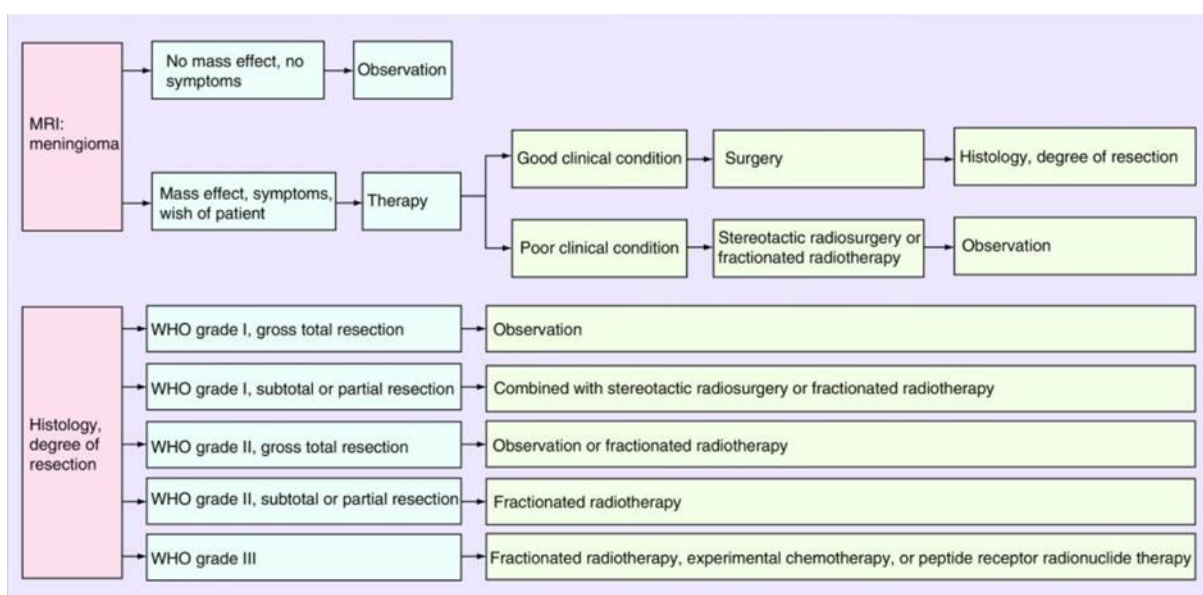 MRI:
meningioma
No mass effect, no
symptoms
Observation
Mass effect, symptoms,
wish of patient
Therapy
Good clinical condition
Surgery
Histology, degree of resection
Poor clinical condition
Stereotactic radiosurgery or
fractionated radiotherapy
Observation
Histology,
degree of
resection
WHO grade I, gross total resection
Observation
WHO grade I, subtotal or partial resection
Combined with stereotactic radiosurgery or fractionated radiotherapy
WHO grade II, gross total resection
Observation or fractionated radiotherapy
WHO grade II, subtotal or partial resection
Fractionated radiotherapy
WHO grade III
Fractionated radiotherapy, experimental chemotherapy, or peptide receptor radionuclide therapy